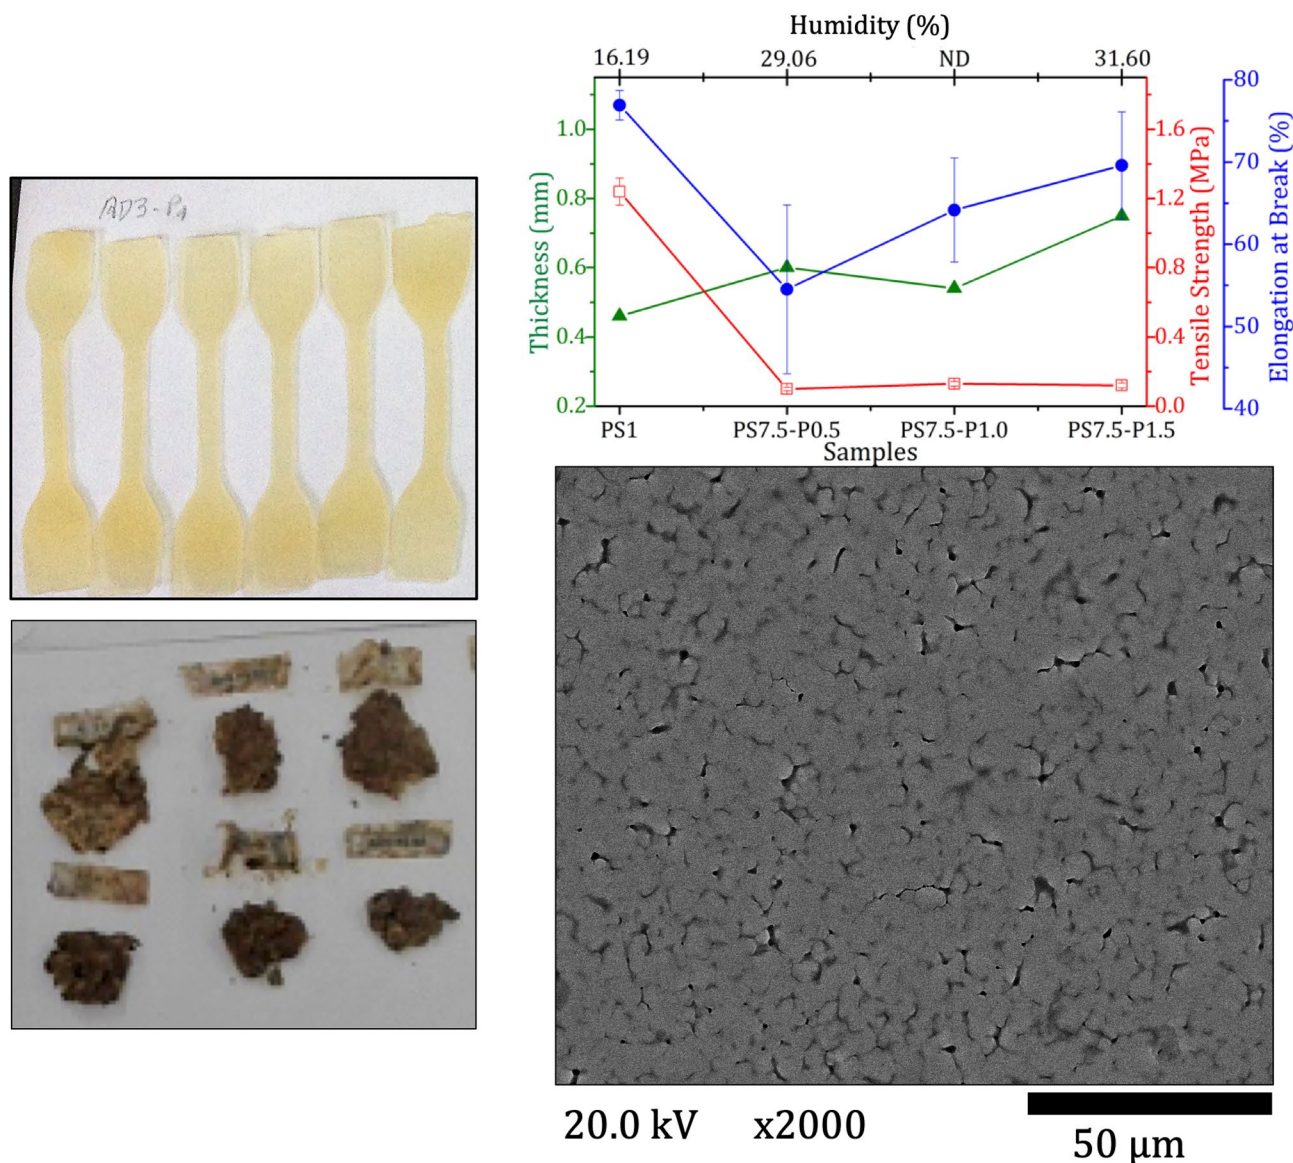 Humidity (%)
16.19 29.06 ND 31.60
AD3-P1
Thickness (mm)
1.0
0.8
0.6
0.4
0.2
Tensile Strength (MPa)
1.6
1.2
0.8
0.4
0.0
Elongation at Break (%)
80
70
60
50
40
PS1 PS7.5-P0.5 PS7.5-P1.0 PS7.5-P1.5
Samples
20.0 kV x2000
50 µm